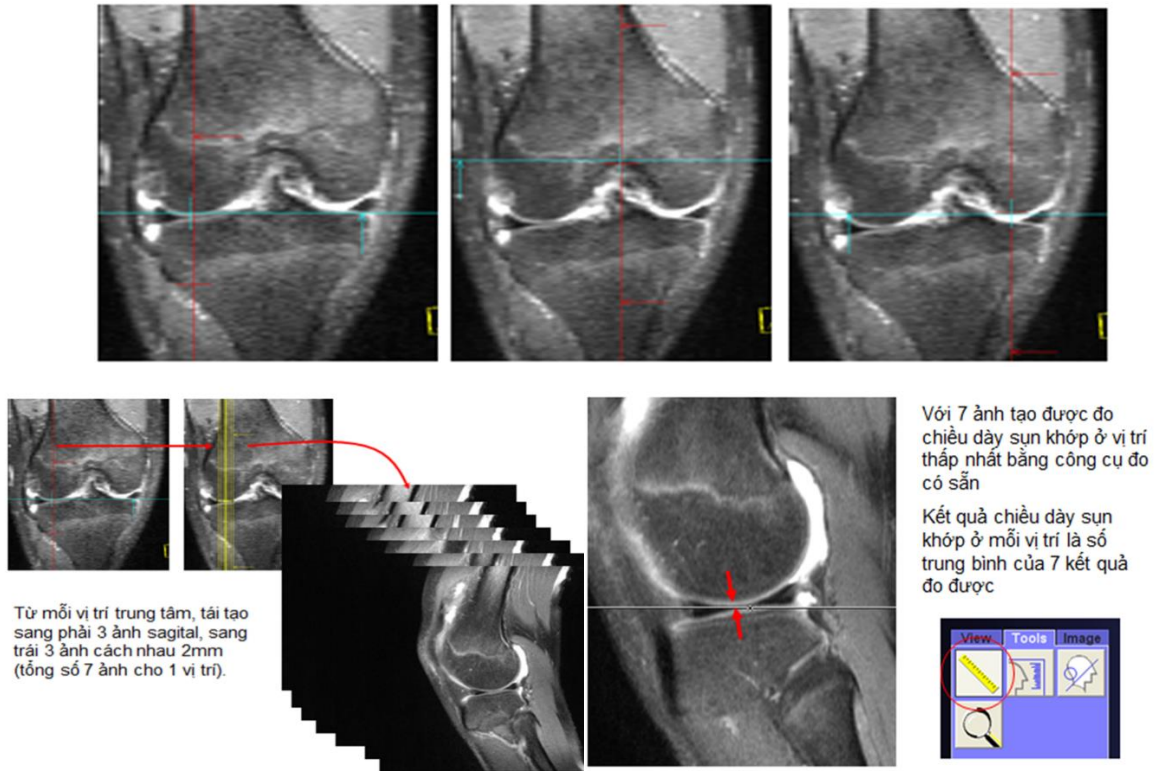 Từ mỗi vị trí trung tâm, tái tạo
sang phải 3 ảnh sagital, sang
trái 3 ảnh cách nhau 2mm
(tổng số 7 ảnh cho 1 vị trí).
Với 7 ảnh tạo được đo
chiều dày sụn khớp ở vị trí
thấp nhất bằng công cụ đo
có sẵn
Kết quả chiều dày sụn
khớp ở mỗi vị trí là số
trung bình của 7 kết quả
đo được
View Tools Image